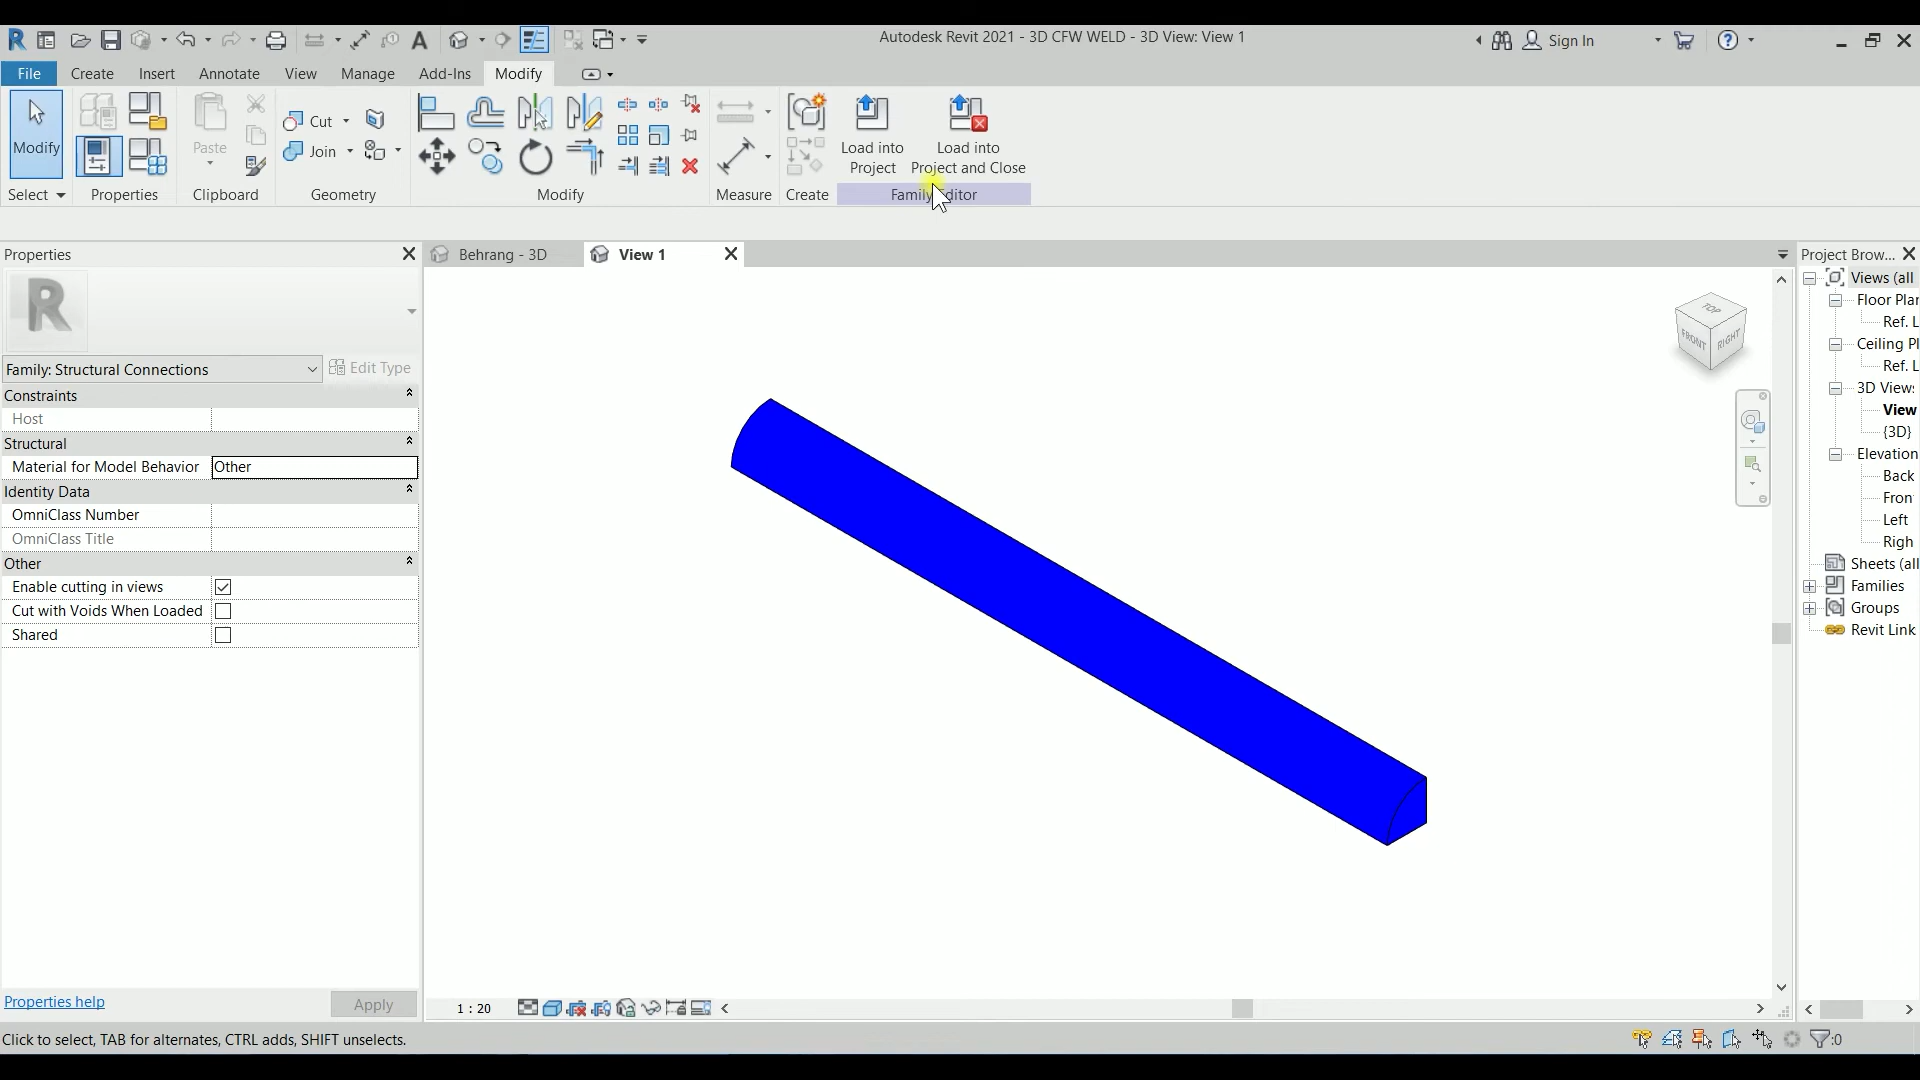 Autodesk Revit 2021 - 3D CFW WELD - 3D View: View 1
Sign In
File Create Insert Annotate View Manage Add-Ins Modify
Modify
Paste
Cut
Join
Load into
Project
Load into
Project and Close
Select Properties Clipboard Geometry Modify Measure Create Family Editor
Properties
R
Family: Structural Connections
Edit Type
Constraints
Host
Structural
Material for Model Behavior Other
Identity Data
OmniClass Number
OmniClass Title
Other
Enable cutting in views
Cut with Voids When Loaded
Shared
Properties help
Apply
Behrang - 3D
View 1
TOP
FRONT
RIGHT
1 : 20
Project Brow...
Views (all
Floor Plar
Ref. L
Ceiling Pl
Ref. L
3D Views
View
{3D}
Elevation
Back
Fron
Left
Righ
Sheets (all
Families
Groups
Revit Link
Click to select, TAB for alternates, CTRL adds, SHIFT unselects.
:0